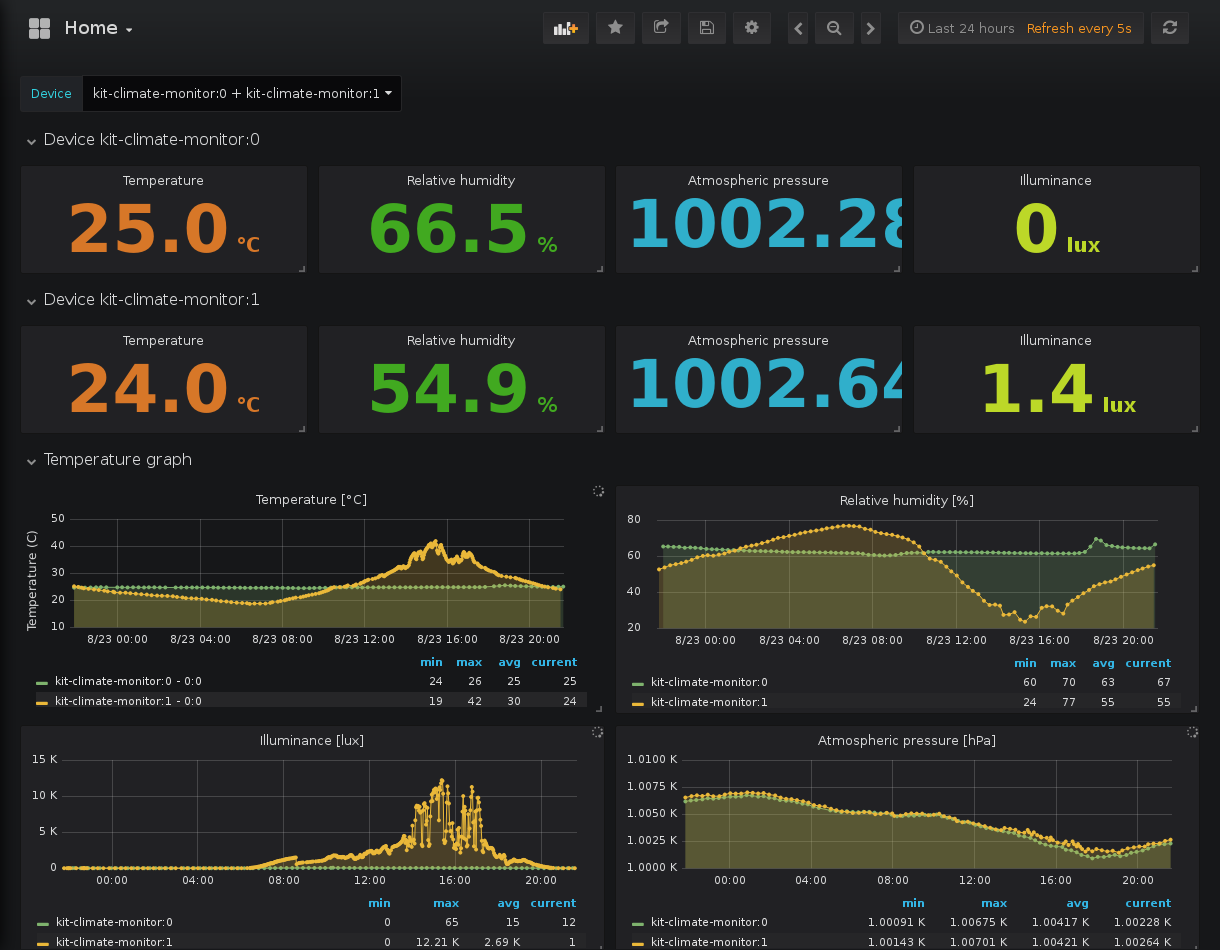 Home
Last 24 hours Refresh every 5s
Device kit-climate-monitor:0 + kit-climate-monitor:1
Device kit-climate-monitor:0
Temperature Relative humidity Atmospheric pressure Illuminance
25.0 °C 66.5 % 1002.28 0 lux
Device kit-climate-monitor:1
Temperature Relative humidity Atmospheric pressure Illuminance
24.0 °C 54.9 % 1002.64 1.4 lux
Temperature graph
Temperature [°C]
Temperature (C)
50
40
30
20
10
8/23 00:00 8/23 04:00 8/23 08:00 8/23 12:00 8/23 16:00 8/23 20:00
min max avg current
kit-climate-monitor:0 - 0:0 24 26 25 25
kit-climate-monitor:1 - 0:0 19 42 30 24
Relative humidity [%]
80
60
40
20
8/23 00:00 8/23 04:00 8/23 08:00 8/23 12:00 8/23 16:00 8/23 20:00
min max avg current
kit-climate-monitor:0 60 70 63 67
kit-climate-monitor:1 24 77 55 55
Illuminance [lux]
15 K
10 K
5 K
0
00:00 04:00 08:00 12:00 16:00 20:00
min max avg current
kit-climate-monitor:0 0 65 15 12
kit-climate-monitor:1 0 12.21 K 2.69 K 1
Atmospheric pressure [hPa]
1.0100 K
1.0075 K
1.0050 K
1.0025 K
1.0000 K
00:00 04:00 08:00 12:00 16:00 20:00
min max avg current
kit-climate-monitor:0 1.00091 K 1.00675 K 1.00417 K 1.00228 K
kit-climate-monitor:1 1.00143 K 1.00701 K 1.00421 K 1.00264 K